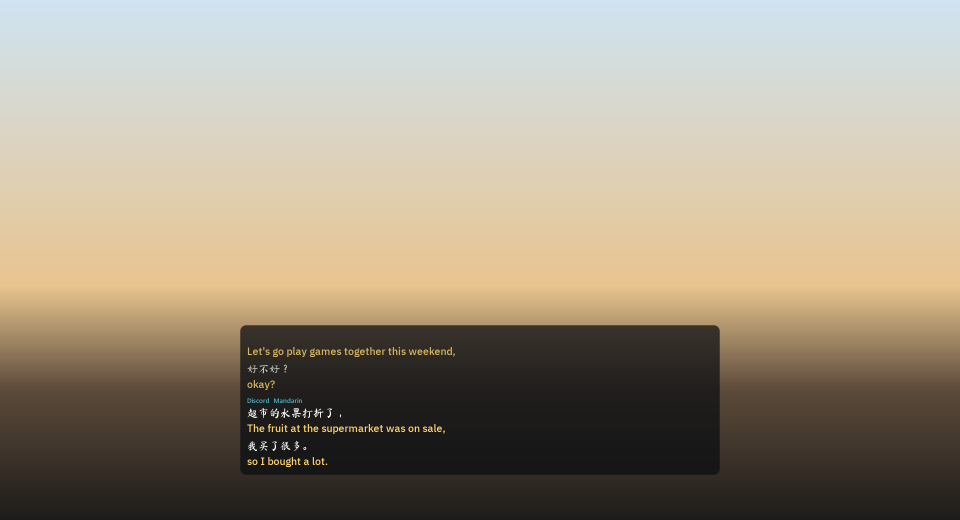 Let's go play games together this weekend,
好不好？
okay?
Discord Mandarin
超市的水果打折了，
The fruit at the supermarket was on sale,
我买了很多。
so I bought a lot.